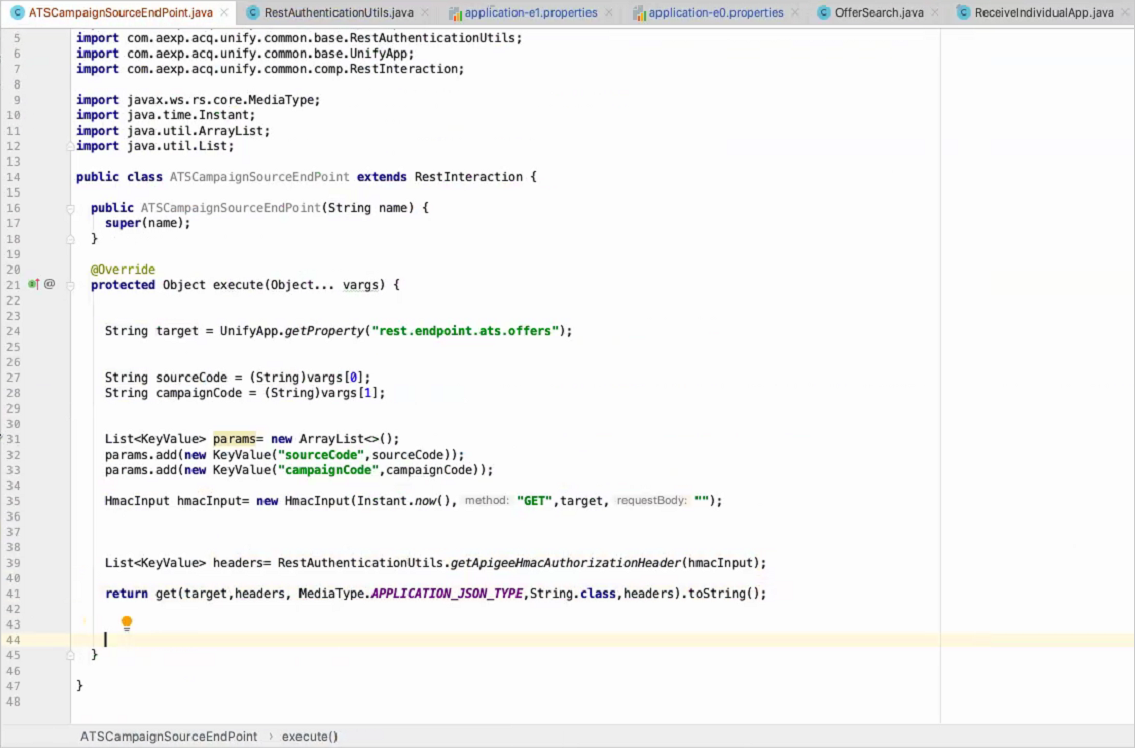 ATSCampaignSourceEndPoint.java RestAuthenticationUtils.java application-e1.properties application-e0.properties OfferSearch.java ReceiveIndividualApp.java
5 import com.aexp.acq.unify.common.base.RestAuthenticationUtils;
6 import com.aexp.acq.unify.common.base.UnifyApp;
7 import com.aexp.acq.unify.common.comp.RestInteraction;
8
9 import javax.ws.rs.core.MediaType;
10 import java.time.Instant;
11 import java.util.ArrayList;
12 import java.util.List;
13
14 public class ATSCampaignSourceEndPoint extends RestInteraction {
15
16 public ATSCampaignSourceEndPoint(String name) {
17 super(name);
18 }
19
20 @Override
21 @ protected Object execute(Object... vargs) {
22
23
24 String target = UnifyApp.getProperty("rest.endpoint.ats.offers");
25
26
27 String sourceCode = (String)vargs[0];
28 String campaignCode = (String)vargs[1];
29
30
31 List<KeyValue> params= new ArrayList<>();
32 params.add(new KeyValue("sourceCode",sourceCode));
33 params.add(new KeyValue("campaignCode",campaignCode));
34
35 HmacInput hmacInput= new HmacInput(Instant.now(), method: "GET",target, requestBody: "");
36
37
38
39 List<KeyValue> headers= RestAuthenticationUtils.getApigeeHmacAuthorizationHeader(hmacInput);
40
41 return get(target,headers, MediaType.APPLICATION_JSON_TYPE,String.class,headers).toString();
42
43
44
45 }
46
47 }
48
ATSCampaignSourceEndPoint › execute()